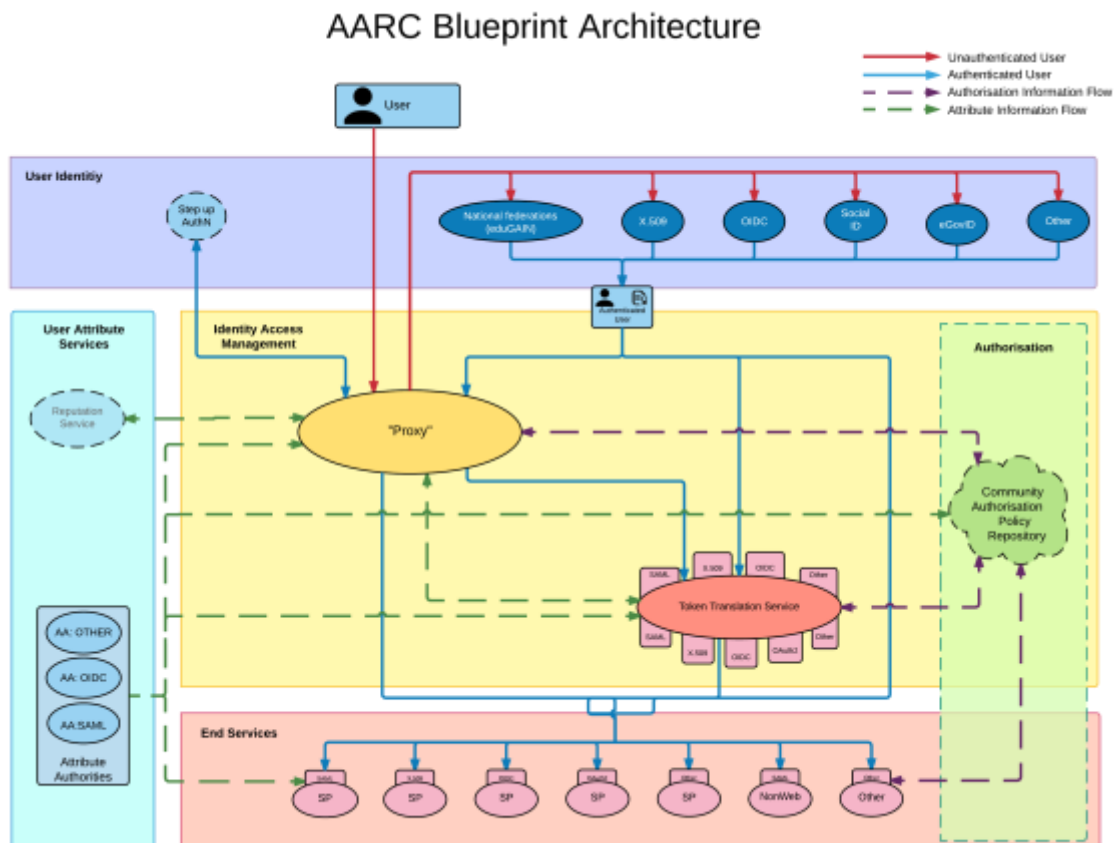 AARC Blueprint Architecture
Unauthenticated User
Authenticated User
Authorisation Information Flow
Attribute Information Flow
User
User Identitiy
Step up
AuthN
National federations
(eduGAIN)
X.509
OIDC
Social
ID
eGovID
Other
Authenticated
User
User Attribute
Services
Identity Access
Management
Authorisation
Reputation
Service
"Proxy"
Community
Authorisation
Policy
Repository
SAML
X.509
OIDC
Other
Token Translation Service
SAML
X.509
OIDC
OAuth2
Other
AA: OTHER
AA: OIDC
AA:SAML
Attribute
Authorities
End Services
SP
SP
SP
SP
SP
NonWeb
Other